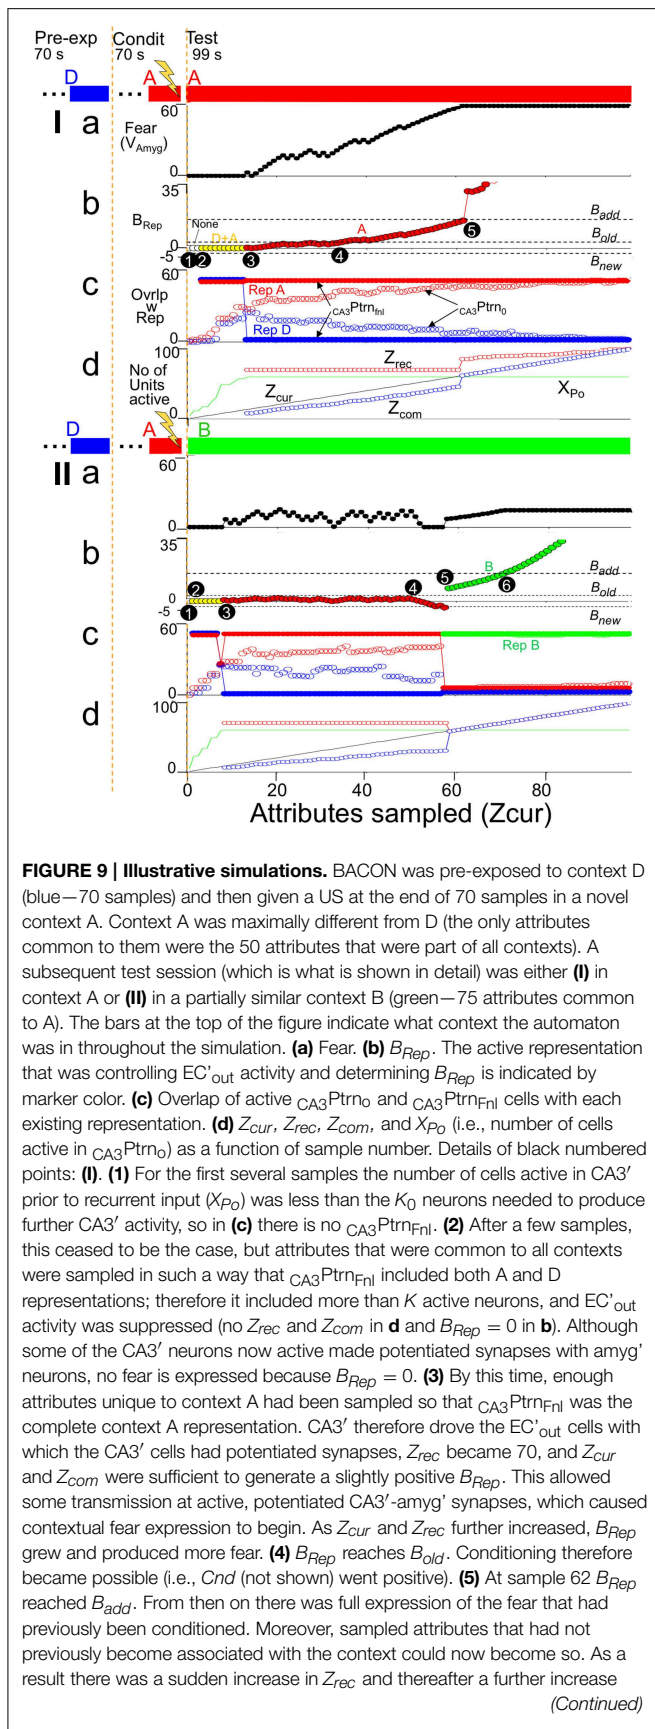 Pre-exp Condit Test
70 s 70 s 99 s
D A A
I a
60
Fear
(VAmyg)
0
b
35
BRep
0
-5
None
D+A
A
Badd
Bold
Bnew
1 2 3 4 5
c
60
Ovrlp
w
Rep
0
Rep A
CA3Ptrnfnl
CA3Ptrn0
Rep D
d
100
No of
Units
active
0
Zrec
Zcur
Zcom
XPo
D A B
II a
60
0
b
35
0
-5
B
Badd
Bold
Bnew
1 2 3 4 5 6
c
60
0
Rep B
d
100
0
0 20 40 60 80
Attributes sampled (Zcur)
FIGURE 9 | Illustrative simulations. BACON was pre-exposed to context D
(blue—70 samples) and then given a US at the end of 70 samples in a novel
context A. Context A was maximally different from D (the only attributes
common to them were the 50 attributes that were part of all contexts). A
subsequent test session (which is what is shown in detail) was either (I) in
context A or (II) in a partially similar context B (green—75 attributes common
to A). The bars at the top of the figure indicate what context the automaton
was in throughout the simulation. (a) Fear. (b) BRep. The active representation
that was controlling EC'out activity and determining BRep is indicated by
marker color. (c) Overlap of active CA3Ptrno and CA3PtrnFnl cells with each
existing representation. (d) Zcur, Zrec, Zcom, and XPo (i.e., number of cells
active in CA3Ptrno) as a function of sample number. Details of black numbered
points: (I). (1) For the first several samples the number of cells active in CA3′
prior to recurrent input (XPo) was less than the K0 neurons needed to produce
further CA3′ activity, so in (c) there is no CA3PtrnFnl. (2) After a few samples,
this ceased to be the case, but attributes that were common to all contexts
were sampled in such a way that CA3PtrnFnl included both A and D
representations; therefore it included more than K active neurons, and EC'out
activity was suppressed (no Zrec and Zcom in d and BRep = 0 in b). Although
some of the CA3′ neurons now active made potentiated synapses with amyg'
neurons, no fear is expressed because BRep = 0. (3) By this time, enough
attributes unique to context A had been sampled so that CA3PtrnFnl was the
complete context A representation. CA3′ therefore drove the EC'out cells with
which the CA3′ cells had potentiated synapses, Zrec became 70, and Zcur
and Zcom were sufficient to generate a slightly positive BRep. This allowed
some transmission at active, potentiated CA3′-amyg' synapses, which caused
contextual fear expression to begin. As Zcur and Zrec further increased, BRep
grew and produced more fear. (4) BRep reaches Bold. Conditioning therefore
became possible (i.e., Cnd (not shown) went positive). (5) At sample 62 BRep
reached Badd. From then on there was full expression of the fear that had
previously been conditioned. Moreover, sampled attributes that had not
previously become associated with the context could now become so. As a
result there was a sudden increase in Zrec and thereafter a further increase
(Continued)